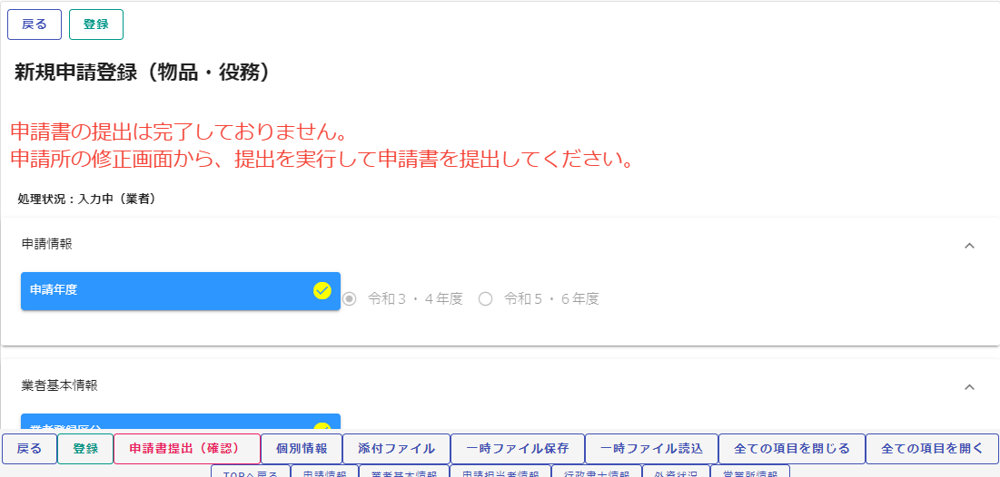 戻る 登録
新規申請登録（物品・役務）
申請書の提出は完了しておりません。
申請所の修正画面から、提出を実行して申請書を提出してください。
処理状況：入力中（業者）
申請情報
申請年度 令和３・４年度 令和５・６年度
業者基本情報
業者登録区分
戻る 登録 申請書提出（確認） 個別情報 添付ファイル 一時ファイル保存 一時ファイル読込 全ての項目を閉じる 全ての項目を開く
TOPへ戻る 申請情報 業者基本情報 申請担当者情報 行政書士情報 外資状況 営業所情報